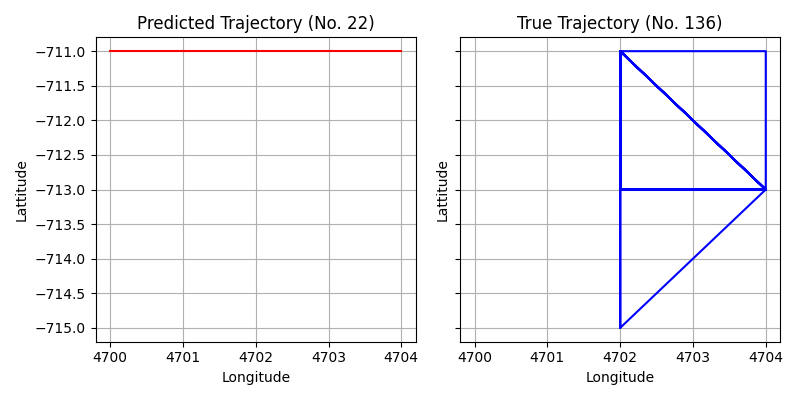 Predicted Trajectory (No. 22)
True Trajectory (No. 136)
−711.0
−711.5
−712.0
−712.5
−713.0
−713.5
−714.0
−714.5
−715.0
Lattitude
Lattitude
4700 4701 4702 4703 4704
4700 4701 4702 4703 4704
Longitude
Longitude